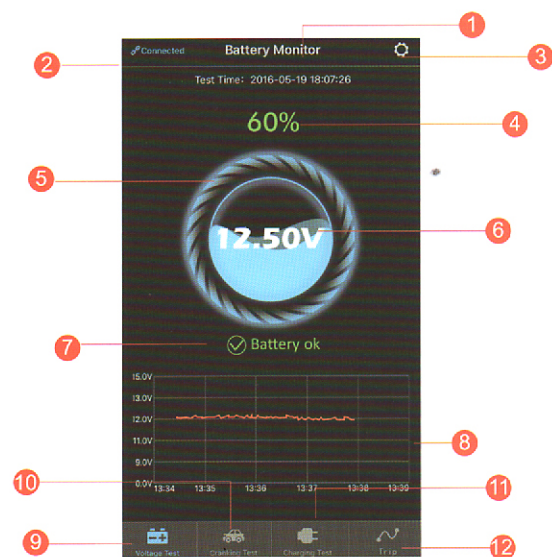 1
Connected Battery Monitor
2
3
Test Time: 2016-05-19 18:07:26
60%
4
5
12.50V
6
7
Battery ok
15.0V
13.0V
12.0V
11.0V
9.0V
0.0V
8
13:34 13:35 13:36 13:37 13:38 13:39
10
11
9
Voltage Test Cranking Test Charging Test Trip
12